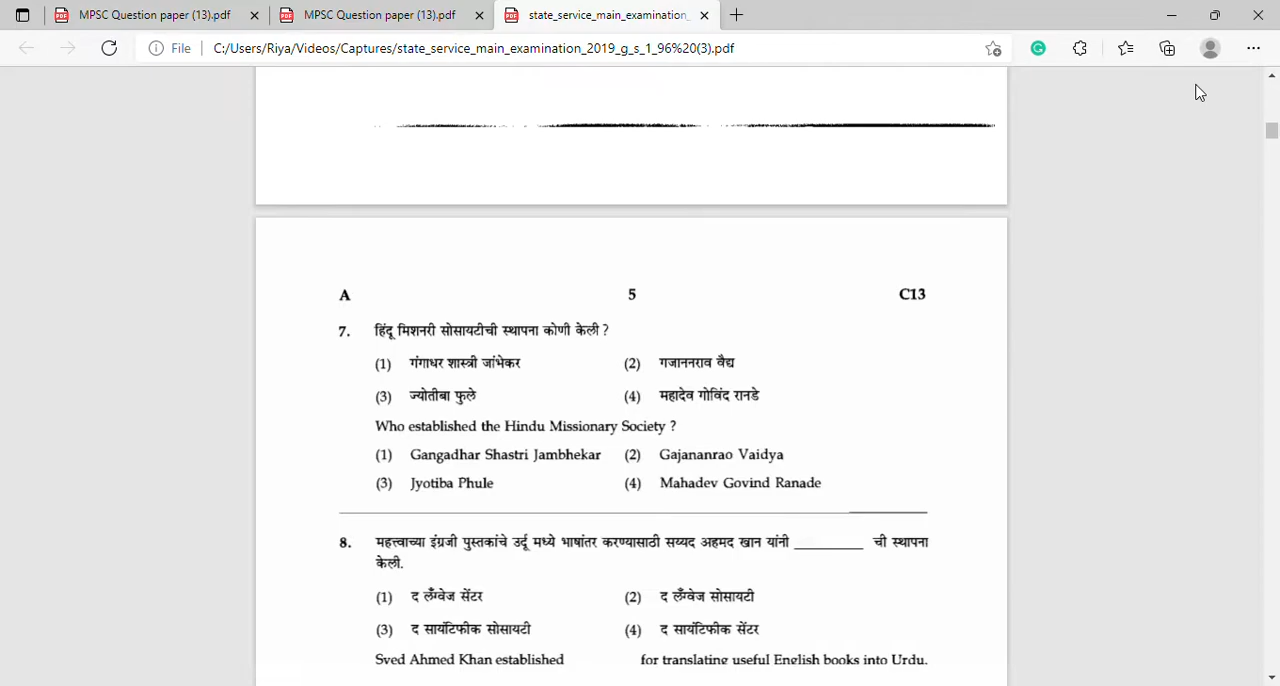 MPSC Question paper (13).pdf MPSC Question paper (13).pdf state_service_main_examination_
File C:/Users/Riya/Videos/Captures/state_service_main_examination_2019_g_s_1_96%20(3).pdf
A 5 C13
7. हिंदू मिशनरी सोसायटीची स्थापना कोणी केली ?
(1) गंगाधर शास्त्री जांभेकर (2) गजाननराव वैद्य
(3) ज्योतीबा फुले (4) महादेव गोविंद रानडे
Who established the Hindu Missionary Society ?
(1) Gangadhar Shastri Jambhekar (2) Gajananrao Vaidya
(3) Jyotiba Phule (4) Mahadev Govind Ranade
8. महत्त्वाच्या इंग्रजी पुस्तकांचे उर्दू मध्ये भाषांतर करण्यासाठी सय्यद अहमद खान यांनी ________ ची स्थापना
केली.
(1) द लँग्वेज सेंटर (2) द लँग्वेज सोसायटी
(3) द सायंटिफीक सोसायटी (4) द सायंटिफीक सेंटर
Syed Ahmed Khan established for translating useful English books into Urdu.